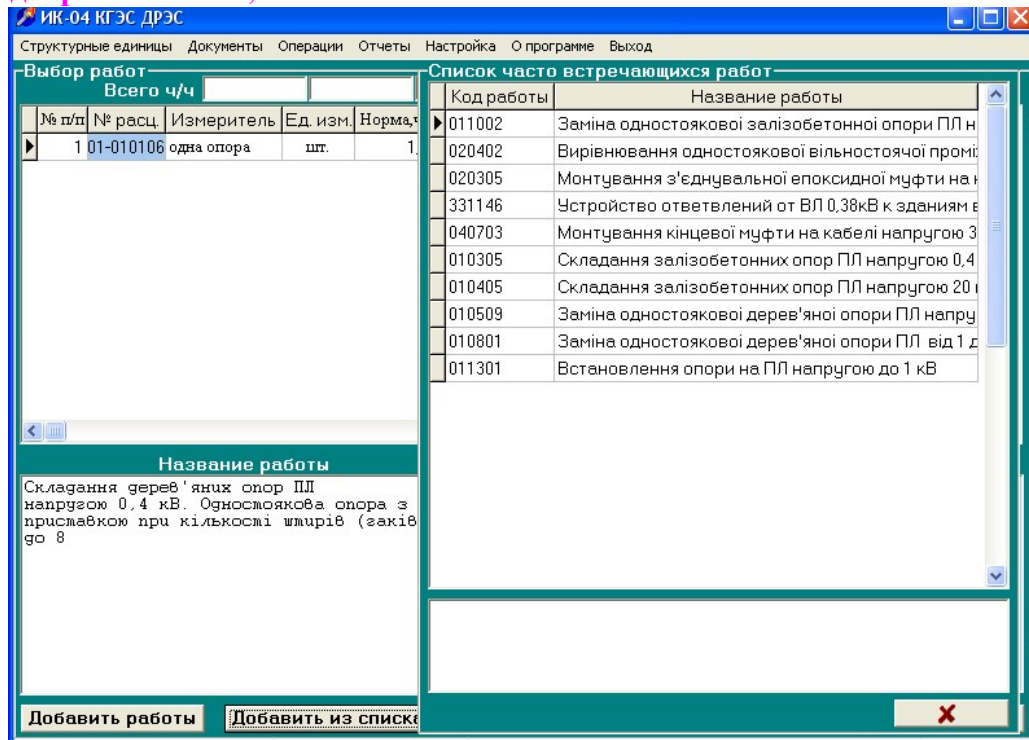 ИК-04 КГЭС ДРЭС
Структурные единицы Документы Операции Отчеты Настройка О программе Выход
Выбор работ
Всего ч/ч
№ п/п № расц. Измеритель Ед. изм. Норма,ч
1 01-010106 одна опора шт. 1,
Название работы
Складання дерев'яних опор ПЛ
напругою 0,4 кВ. Одностоякова опора з
приставкою при кількості штирів (гаків
до 8
Добавить работы Добавить из списка
Список часто встречающихся работ
Код работы Название работы
011002 Заміна одностоякової залізобетонної опори ПЛ н
020402 Вирівнювання одностоякової вільностоячої промі
020305 Монтування з'єднувальної епоксидної муфти на
331146 Устройство ответвлений от ВЛ 0,38кВ к зданиям
040703 Монтування кінцевої муфти на кабелі напругою 3
010305 Складання залізобетонних опор ПЛ напругою 0,4
010405 Складання залізобетонних опор ПЛ напругою 20
010509 Заміна одностоякової дерев'яної опори ПЛ напру
010801 Заміна одностоякової дерев'яної опори ПЛ від 1 д
011301 Встановлення опори на ПЛ напругою до 1 кВ